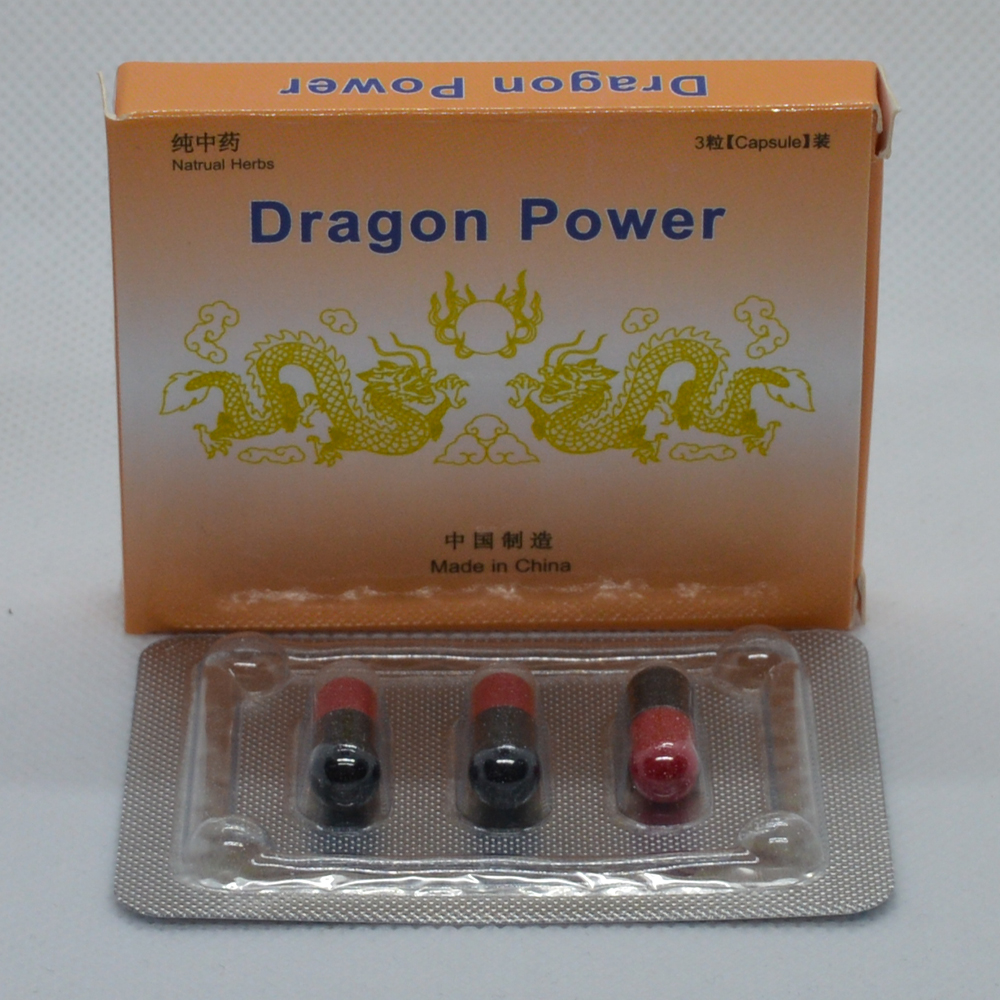 Dragon Power
纯中药
Natrual Herbs
3粒【Capsule】装
Dragon Power
中国制造
Made in China